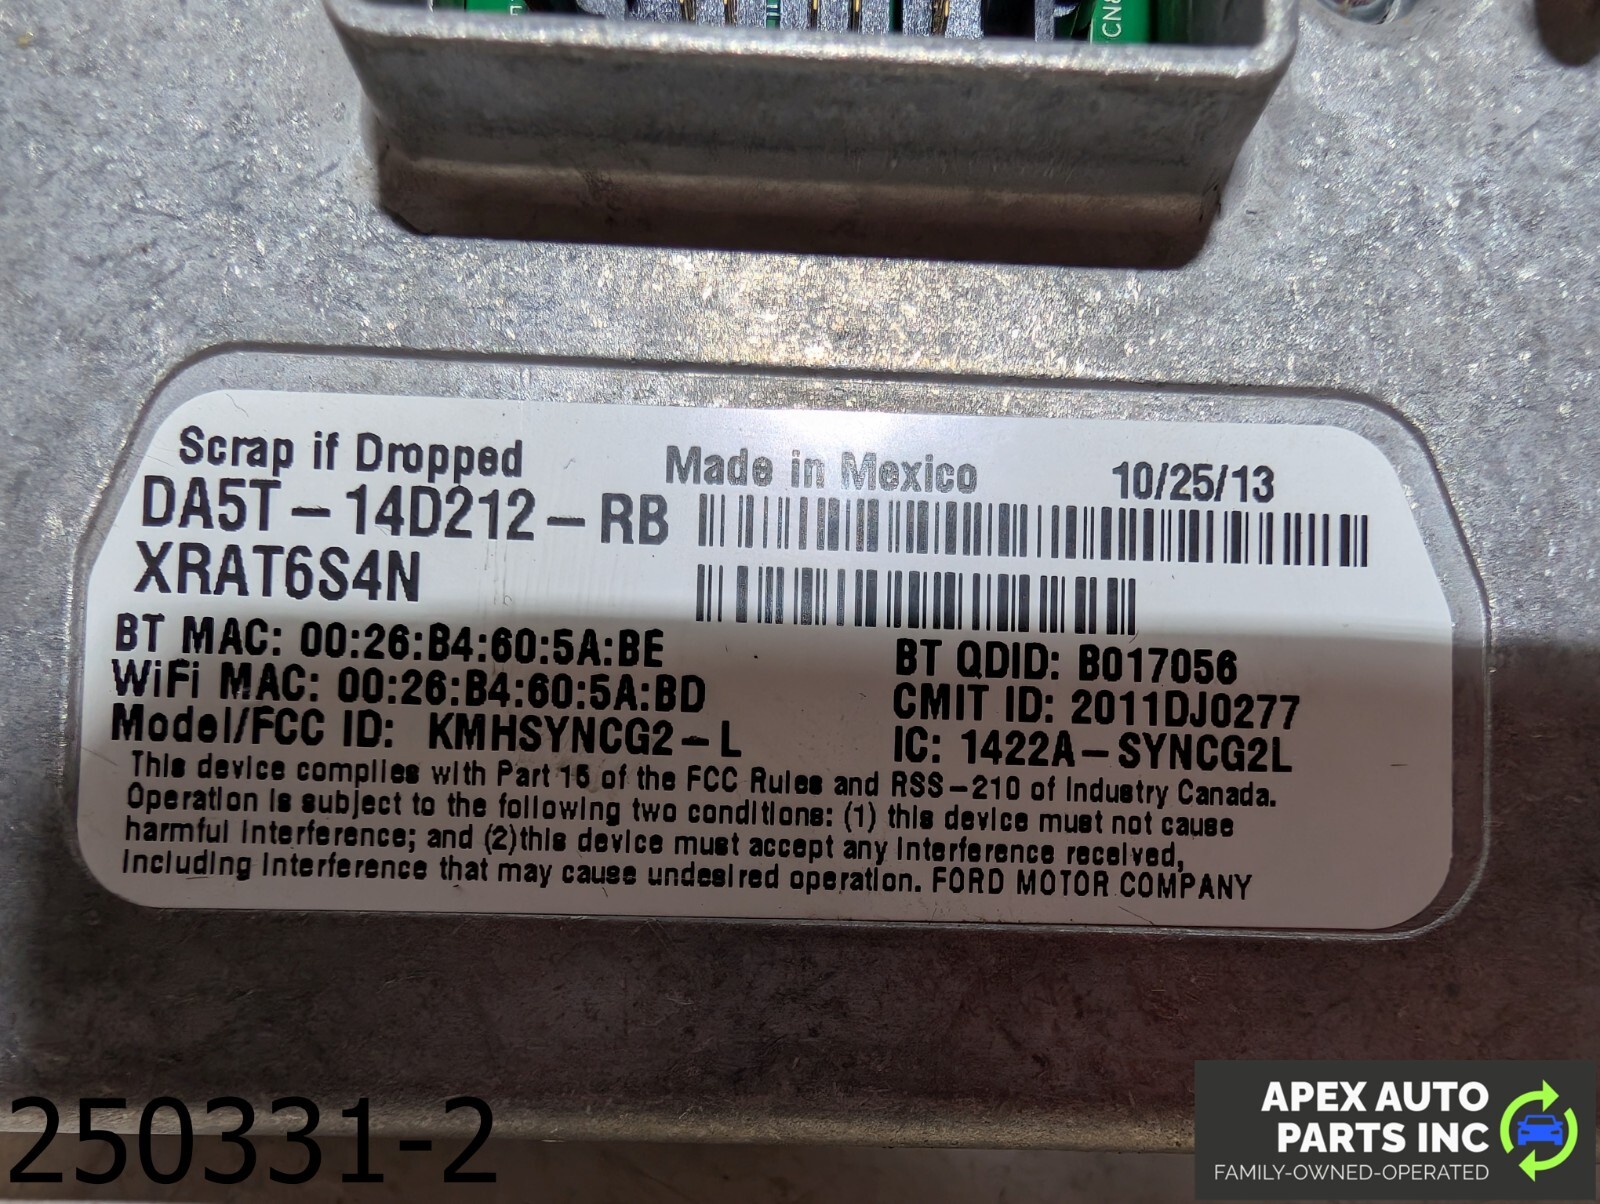 Scrap if Dropped
Made in Mexico
10/25/13
DA5T-14D212-RB
XRAT6S4N
BT MAC: 00:26:B4:60:5A:BE
BT QDID: B017056
WiFi MAC: 00:26:B4:60:5A:BD
CMIT ID: 2011DJ0277
Model/FCC ID: KMHSYNCG2-L
IC: 1422A-SYNCG2L
This device complies with Part 15 of the FCC Rules and RSS-210 of Industry Canada.
Operation is subject to the following two conditions: (1) this device must not cause
harmful interference; and (2)this device must accept any interference received,
including interference that may cause undesired operation. FORD MOTOR COMPANY
250331-2
APEX AUTO
PARTS INC
FAMILY-OWNED-OPERATED